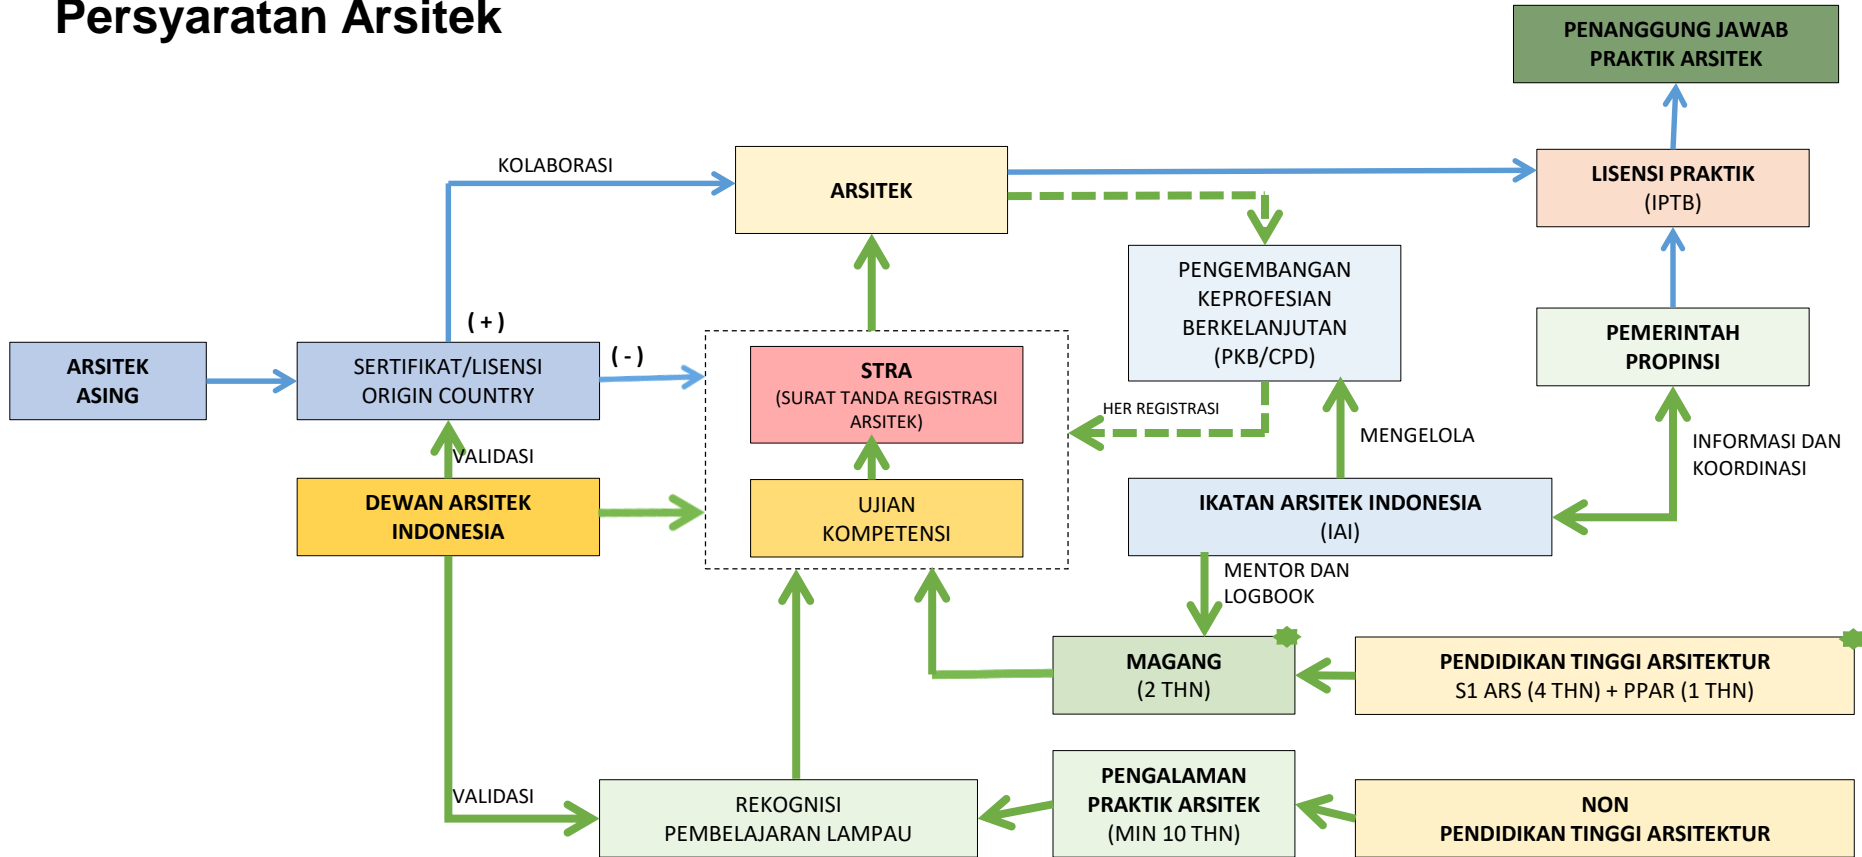 Persyaratan Arsitek
PENANGGUNG JAWAB
PRAKTIK ARSITEK
KOLABORASI
ARSITEK
LISENSI PRAKTIK
(IPTB)
PENGEMBANGAN
KEPROFESIAN
BERKELANJUTAN
(PKB/CPD)
( + )
( - )
ARSITEK
ASING
SERTIFIKAT/LISENSI
ORIGIN COUNTRY
STRA
(SURAT TANDA REGISTRASI
ARSITEK)
PEMERINTAH
PROPINSI
HER REGISTRASI
MENGELOLA
INFORMASI DAN
KOORDINASI
VALIDASI
DEWAN ARSITEK
INDONESIA
UJIAN
KOMPETENSI
IKATAN ARSITEK INDONESIA
(IAI)
MENTOR DAN
LOGBOOK
MAGANG
(2 THN)
PENDIDIKAN TINGGI ARSITEKTUR
S1 ARS (4 THN) + PPAR (1 THN)
VALIDASI
REKOGNISI
PEMBELAJARAN LAMPAU
PENGALAMAN
PRAKTIK ARSITEK
(MIN 10 THN)
NON
PENDIDIKAN TINGGI ARSITEKTUR